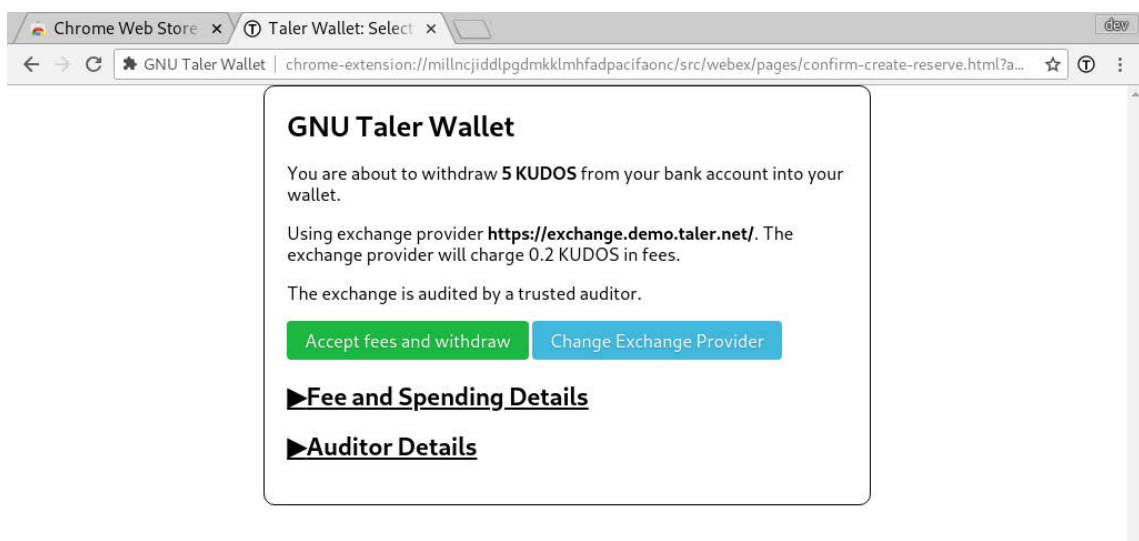 Chrome Web Store
Taler Wallet: Select
dev
GNU Taler Wallet | chrome-extension://millncjiddlpgdmkklmhfadpacifaonc/src/webex/pages/confirm-create-reserve.html?a...
GNU Taler Wallet
You are about to withdraw 5 KUDOS from your bank account into your
wallet.
Using exchange provider https://exchange.demo.taler.net/. The
exchange provider will charge 0.2 KUDOS in fees.
The exchange is audited by a trusted auditor.
Accept fees and withdraw Change Exchange Provider
▶Fee and Spending Details
▶Auditor Details